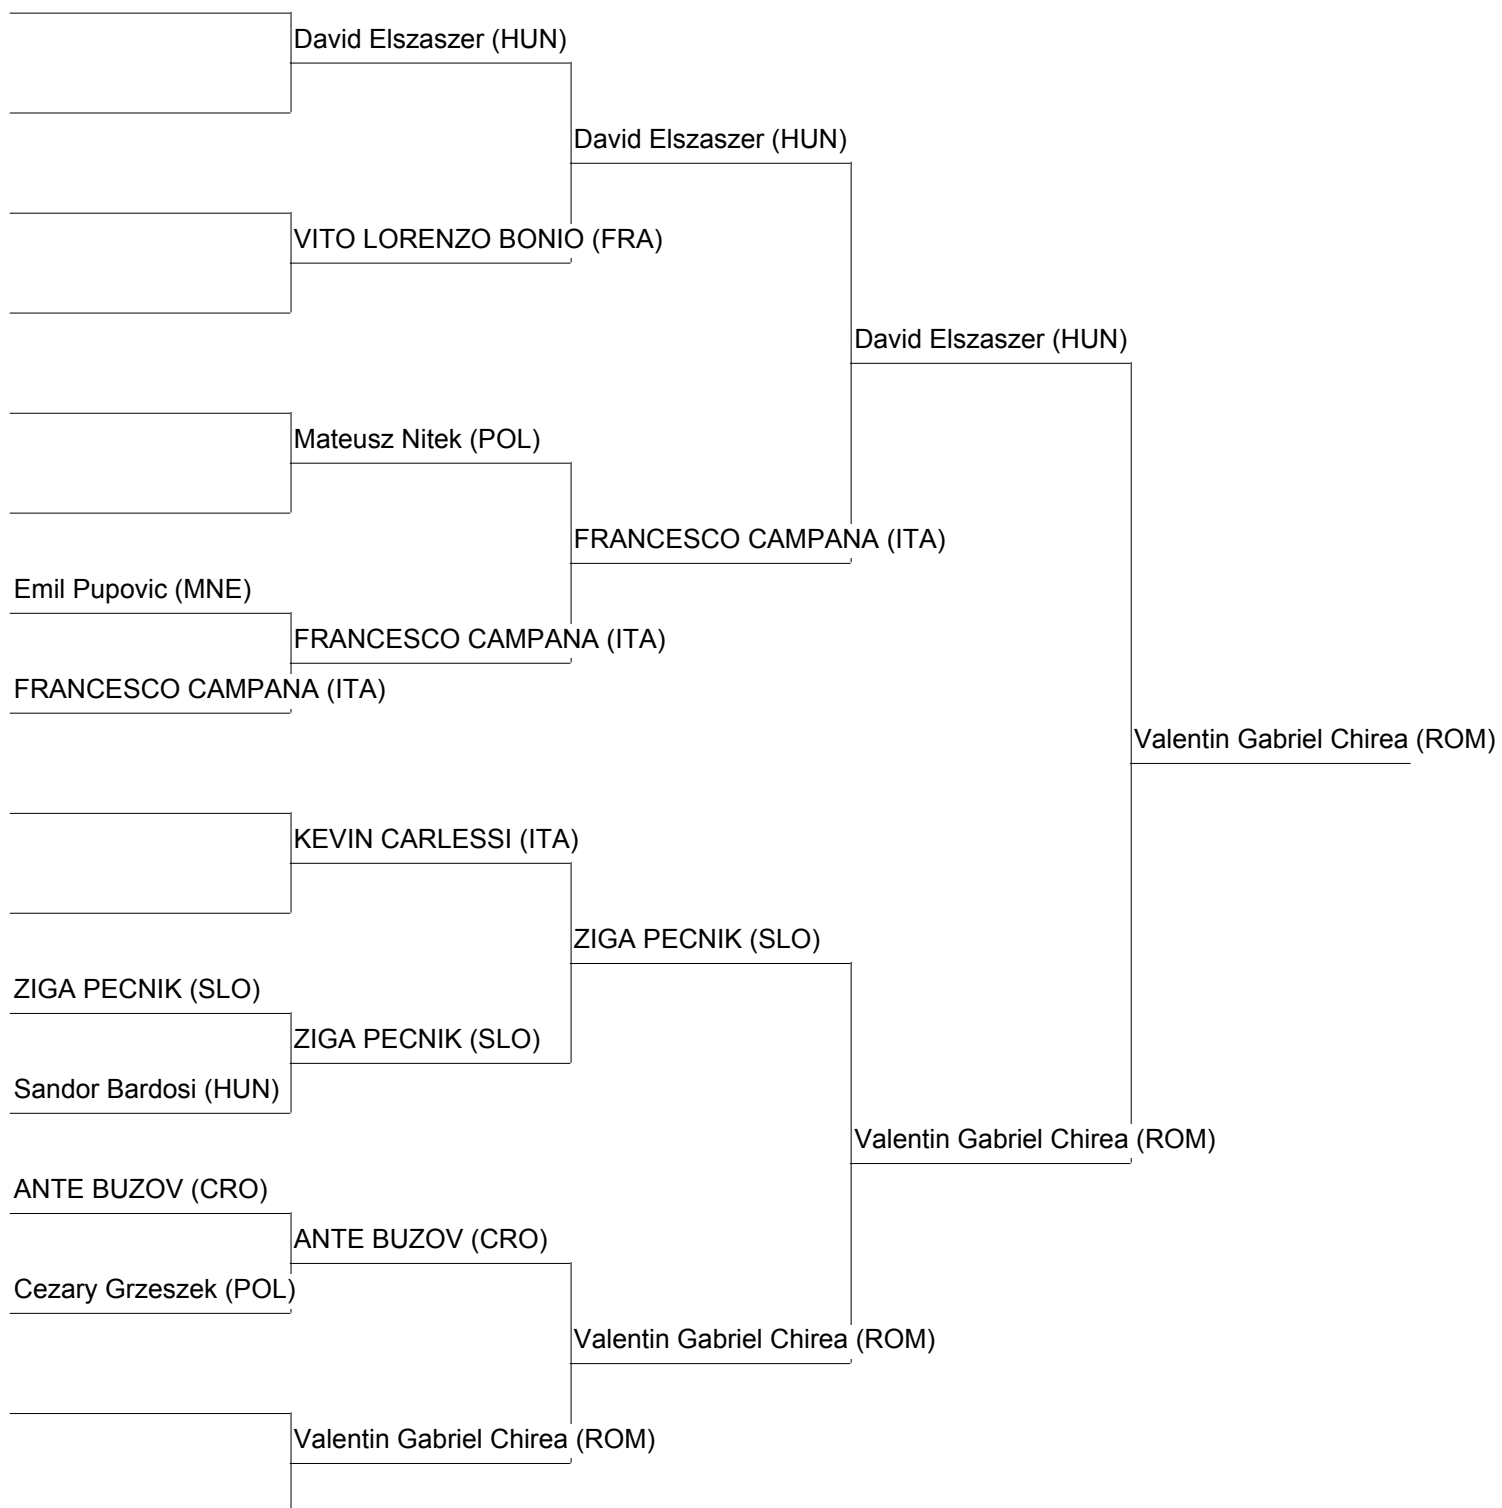 David Elszaszer (HUN)
David Elszaszer (HUN)
VITO LORENZO BONIO (FRA)
David Elszaszer (HUN)
Mateusz Nitek (POL)
FRANCESCO CAMPANA (ITA)
Emil Pupovic (MNE)
FRANCESCO CAMPANA (ITA)
FRANCESCO CAMPANA (ITA)
Valentin Gabriel Chirea (ROM)
KEVIN CARLESSI (ITA)
ZIGA PECNIK (SLO)
ZIGA PECNIK (SLO)
ZIGA PECNIK (SLO)
Sandor Bardosi (HUN)
Valentin Gabriel Chirea (ROM)
ANTE BUZOV (CRO)
ANTE BUZOV (CRO)
Cezary Grzeszek (POL)
Valentin Gabriel Chirea (ROM)
Valentin Gabriel Chirea (ROM)